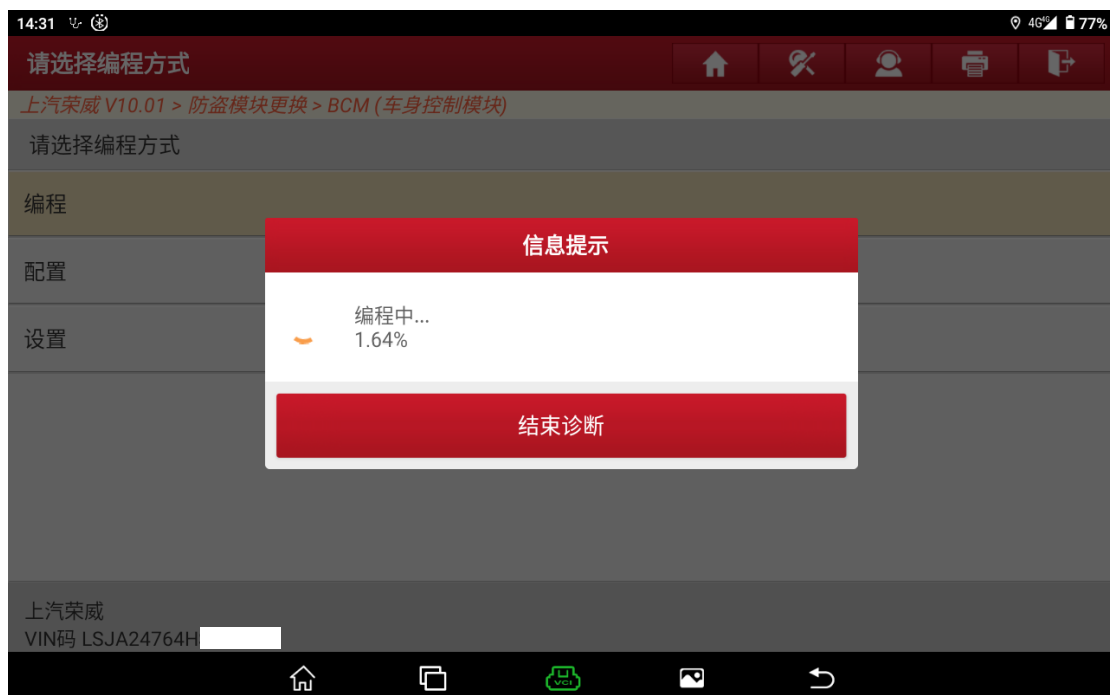 14:31
4G 4G 77%
请选择编程方式
上汽荣威 V10.01 > 防盗模块更换 > BCM (车身控制模块)
请选择编程方式
编程
配置
设置
信息提示
编程中...
1.64%
结束诊断
上汽荣威
VIN码 LSJA24764H
VCI